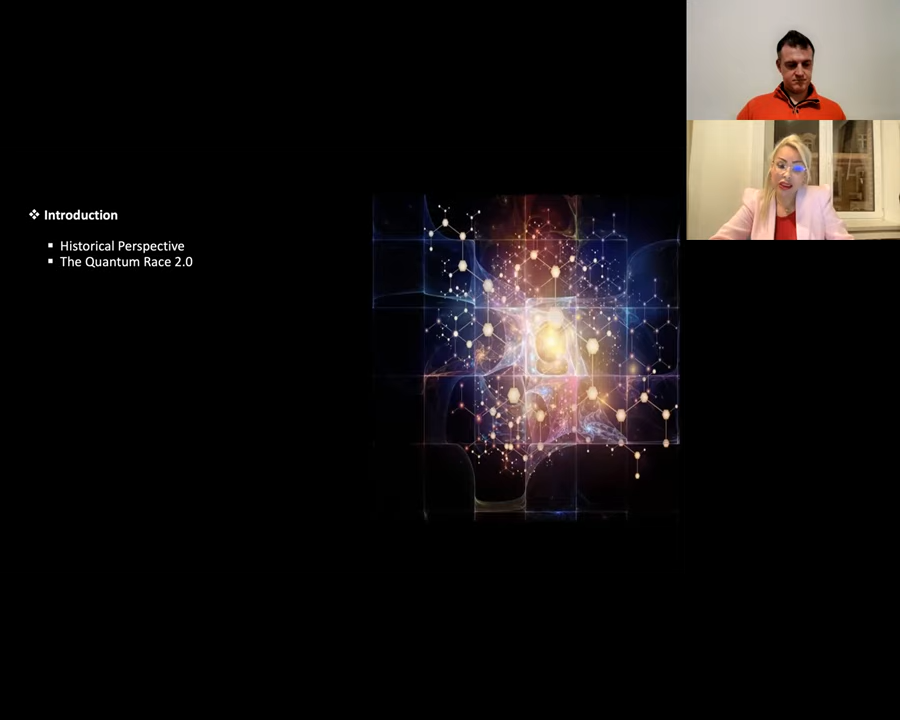 ❖ Introduction
▪ Historical Perspective
▪ The Quantum Race 2.0